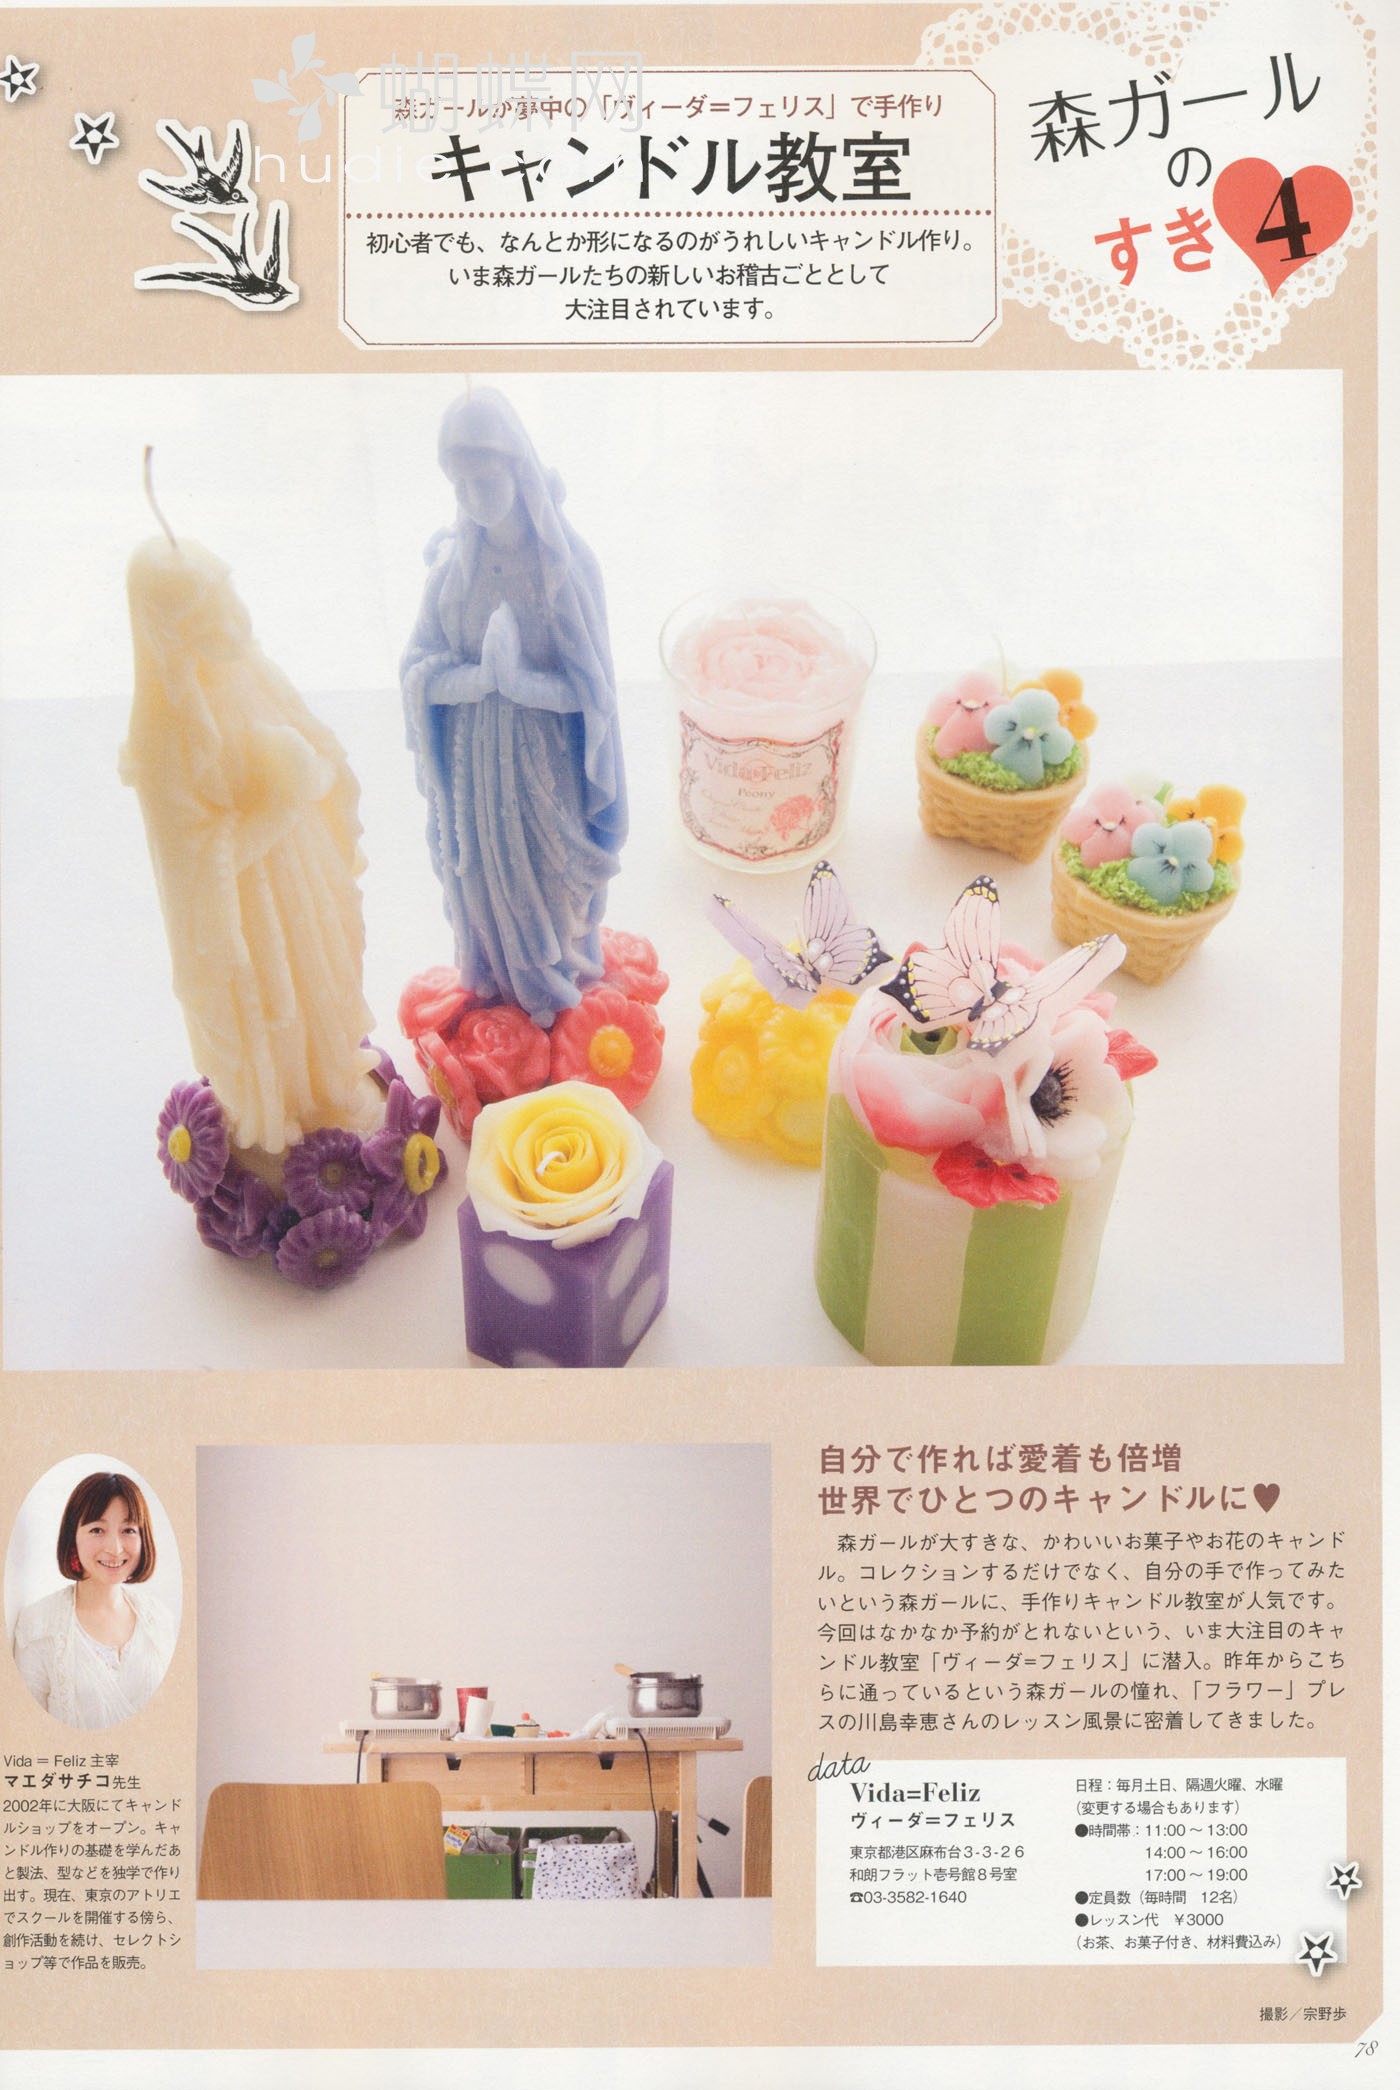 蝴蝶网
hudie
森ガールが夢中の「ヴィーダ=フェリス」で手作り
キャンドル教室
初心者でも、なんとか形になるのがうれしいキャンドル作り。
いま森ガールたちの新しいお稽古ごととして
大注目されています。
森ガール
の
すき
4
Vida Feliz
Peony
自分で作れば愛着も倍増
世界でひとつのキャンドルに♥
森ガールが大すきな、かわいいお菓子やお花のキャンド
ル。コレクションするだけでなく、自分の手で作ってみた
いという森ガールに、手作りキャンドル教室が人気です。
今回はなかなか予約がとれないという、いま大注目のキャ
ンドル教室「ヴィーダ=フェリス」に潜入。昨年からこち
らに通っているという森ガールの憧れ、「フラワー」プレ
スの川島幸恵さんのレッスン風景に密着してきました。
Vida = Feliz 主宰
マエダサチコ先生
2002年に大阪にてキャンド
ルショップをオープン。キャ
ンドル作りの基礎を学んだあ
と製法、型などを独学で作り
出す。現在、東京のアトリエ
でスクールを開催する傍ら、
創作活動を続け、セレクトシ
ョップ等で作品を販売。
data
Vida=Feliz
ヴィーダ=フェリス
東京都港区麻布台3-3-26
和朗フラット壱号館8号室
☎03-3582-1640
日程：毎月土日、隔週火曜、水曜
（変更する場合もあります）
●時間帯：11:00～13:00
14:00～16:00
17:00～19:00
●定員数（毎時間　12名）
●レッスン代　￥3000
（お茶、お菓子付き、材料費込み）
撮影／宗野歩
78